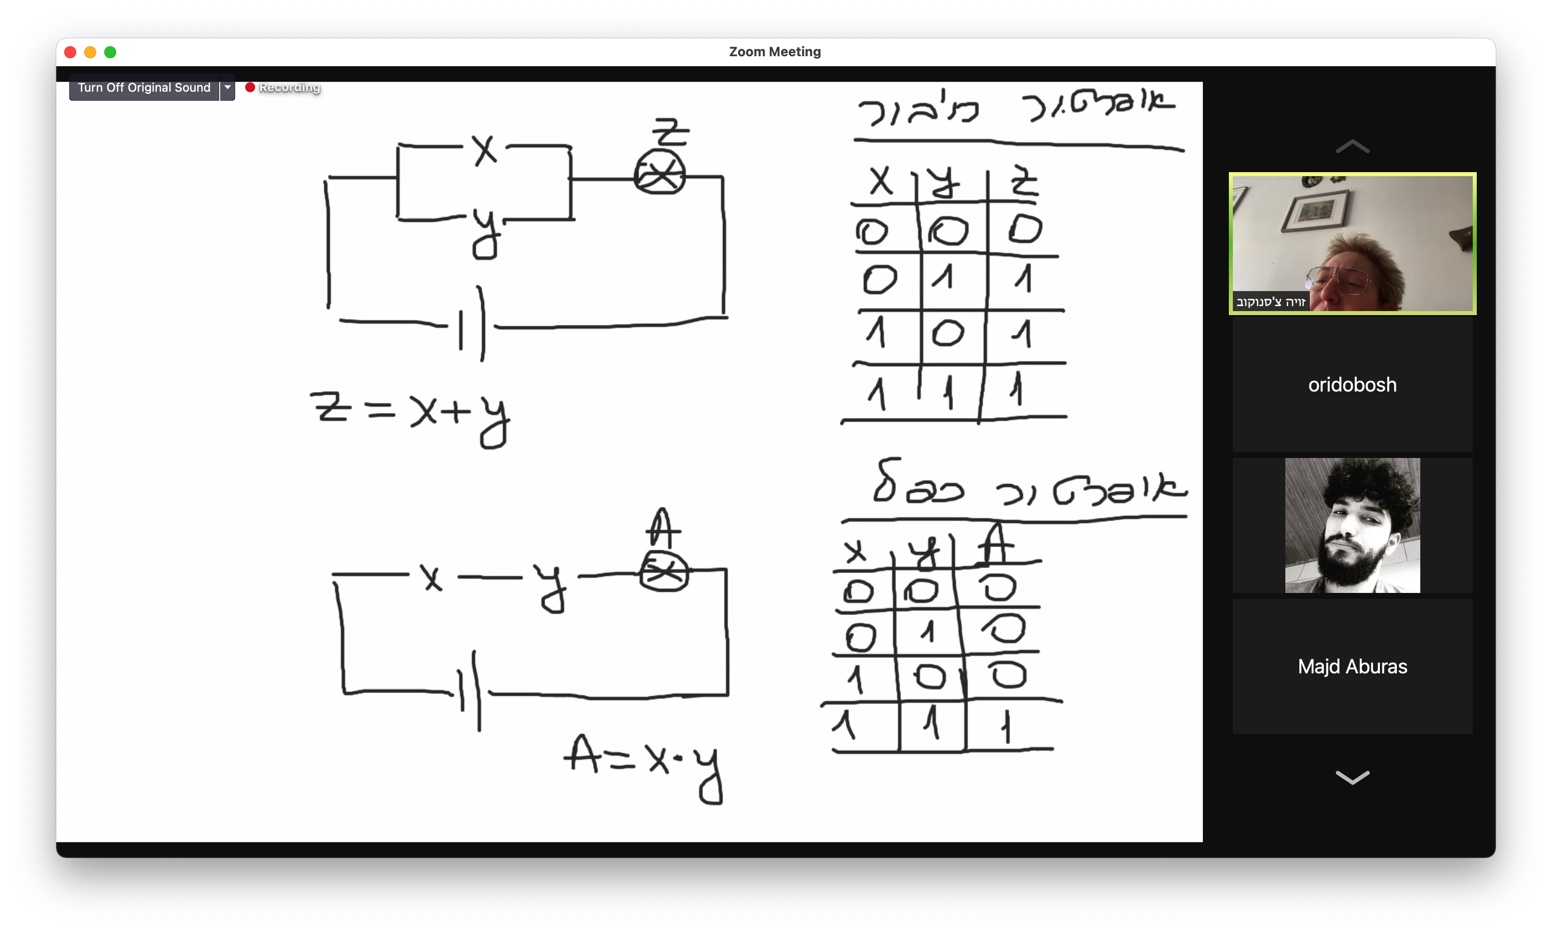 Zoom Meeting
Turn Off Original Sound
Recording
אופרטור חיבור
X
Z
y
Z = x+y
x y Z
0 0 0
0 1 1
1 0 1
1 1 1
אופרטור כפל
A
x y
A = x·y
x y A
0 0 0
0 1 0
1 0 0
1 1 1
זויה צ'סנוקוב
oridobosh
Majd Aburas